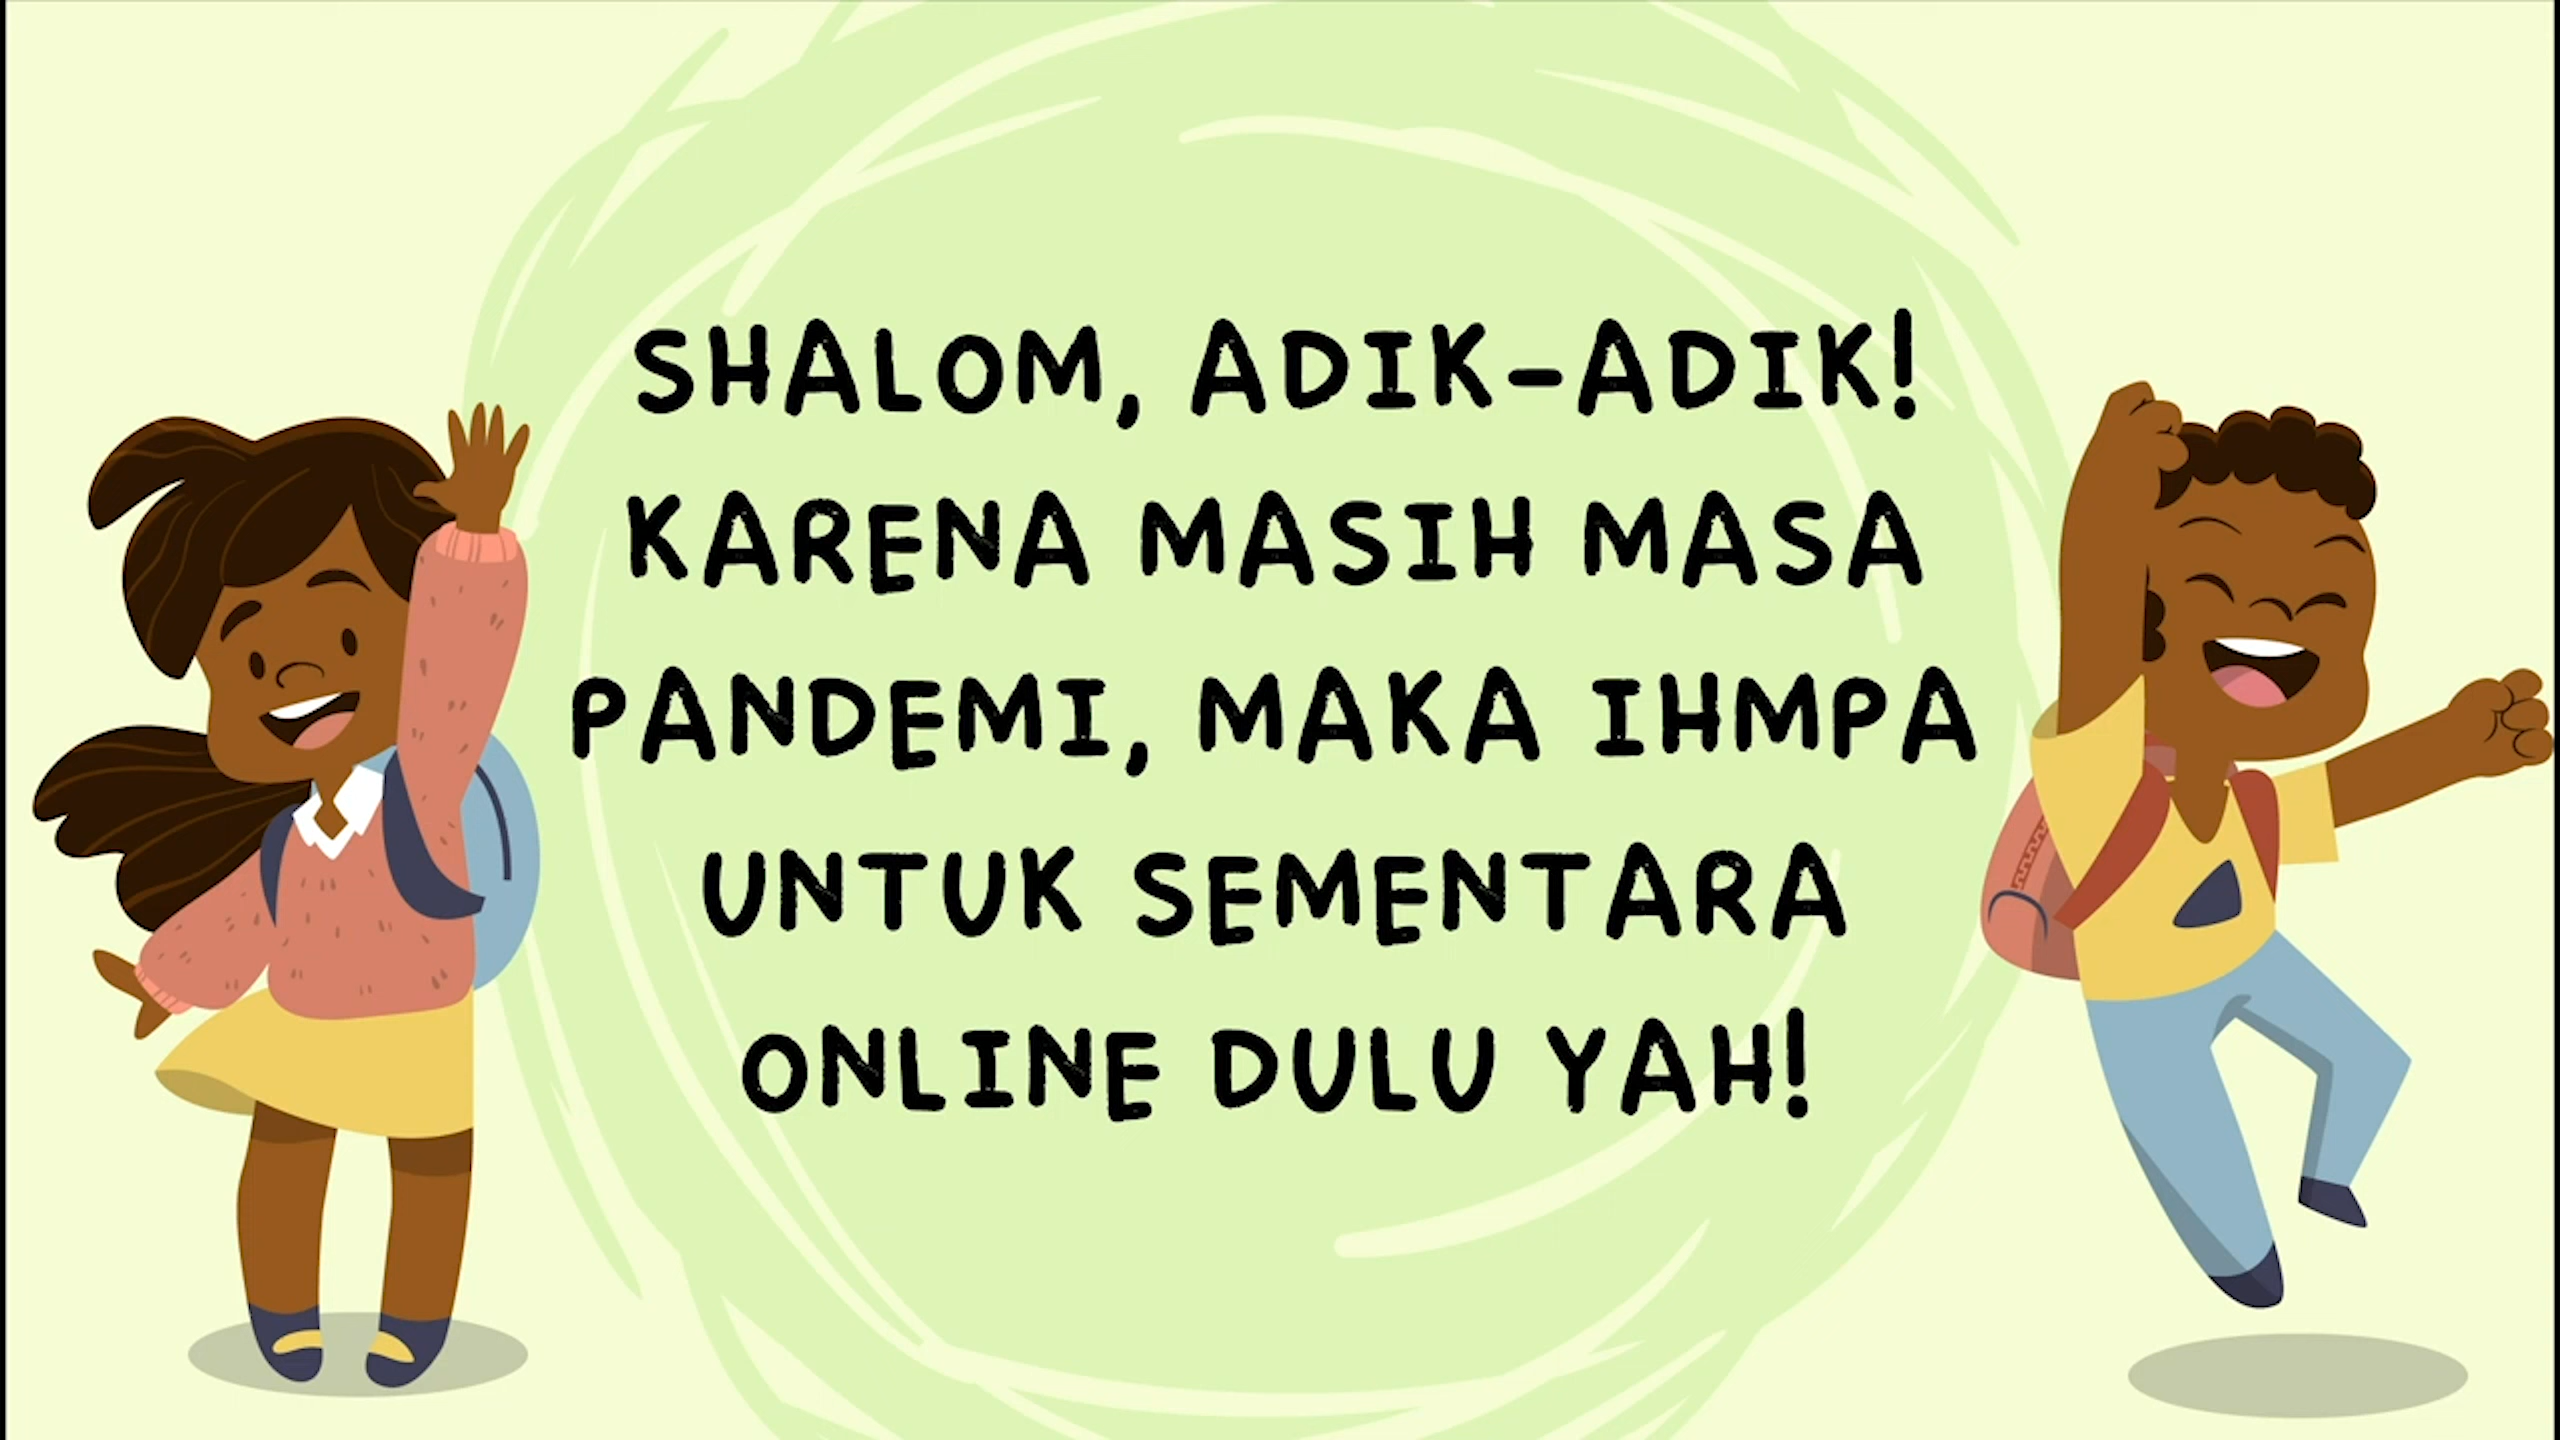 SHALOM, ADIK-ADIK!
KARENA MASIH MASA
PANDEMI, MAKA IHMPA
UNTUK SEMENTARA
ONLINE DULU YAH!